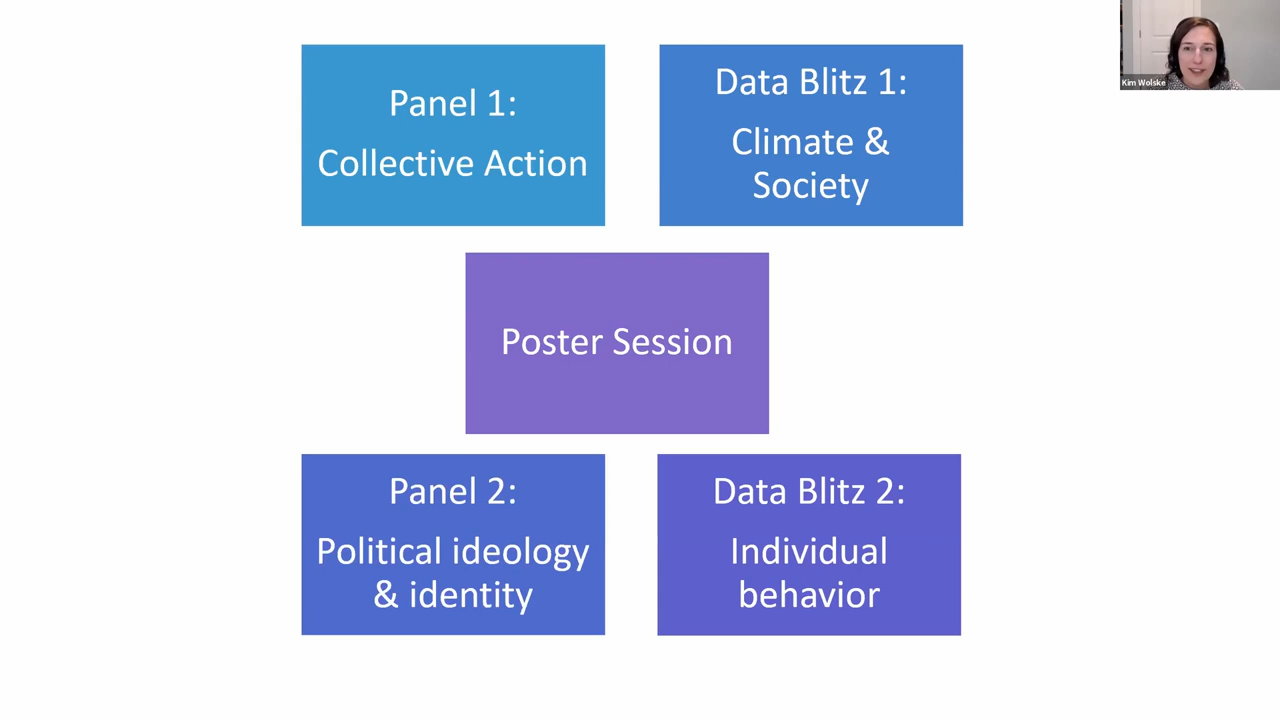 Panel 1:
Collective Action
Data Blitz 1:
Climate &
Society
Poster Session
Panel 2:
Political ideology
& identity
Data Blitz 2:
Individual
behavior
Kim Wolske